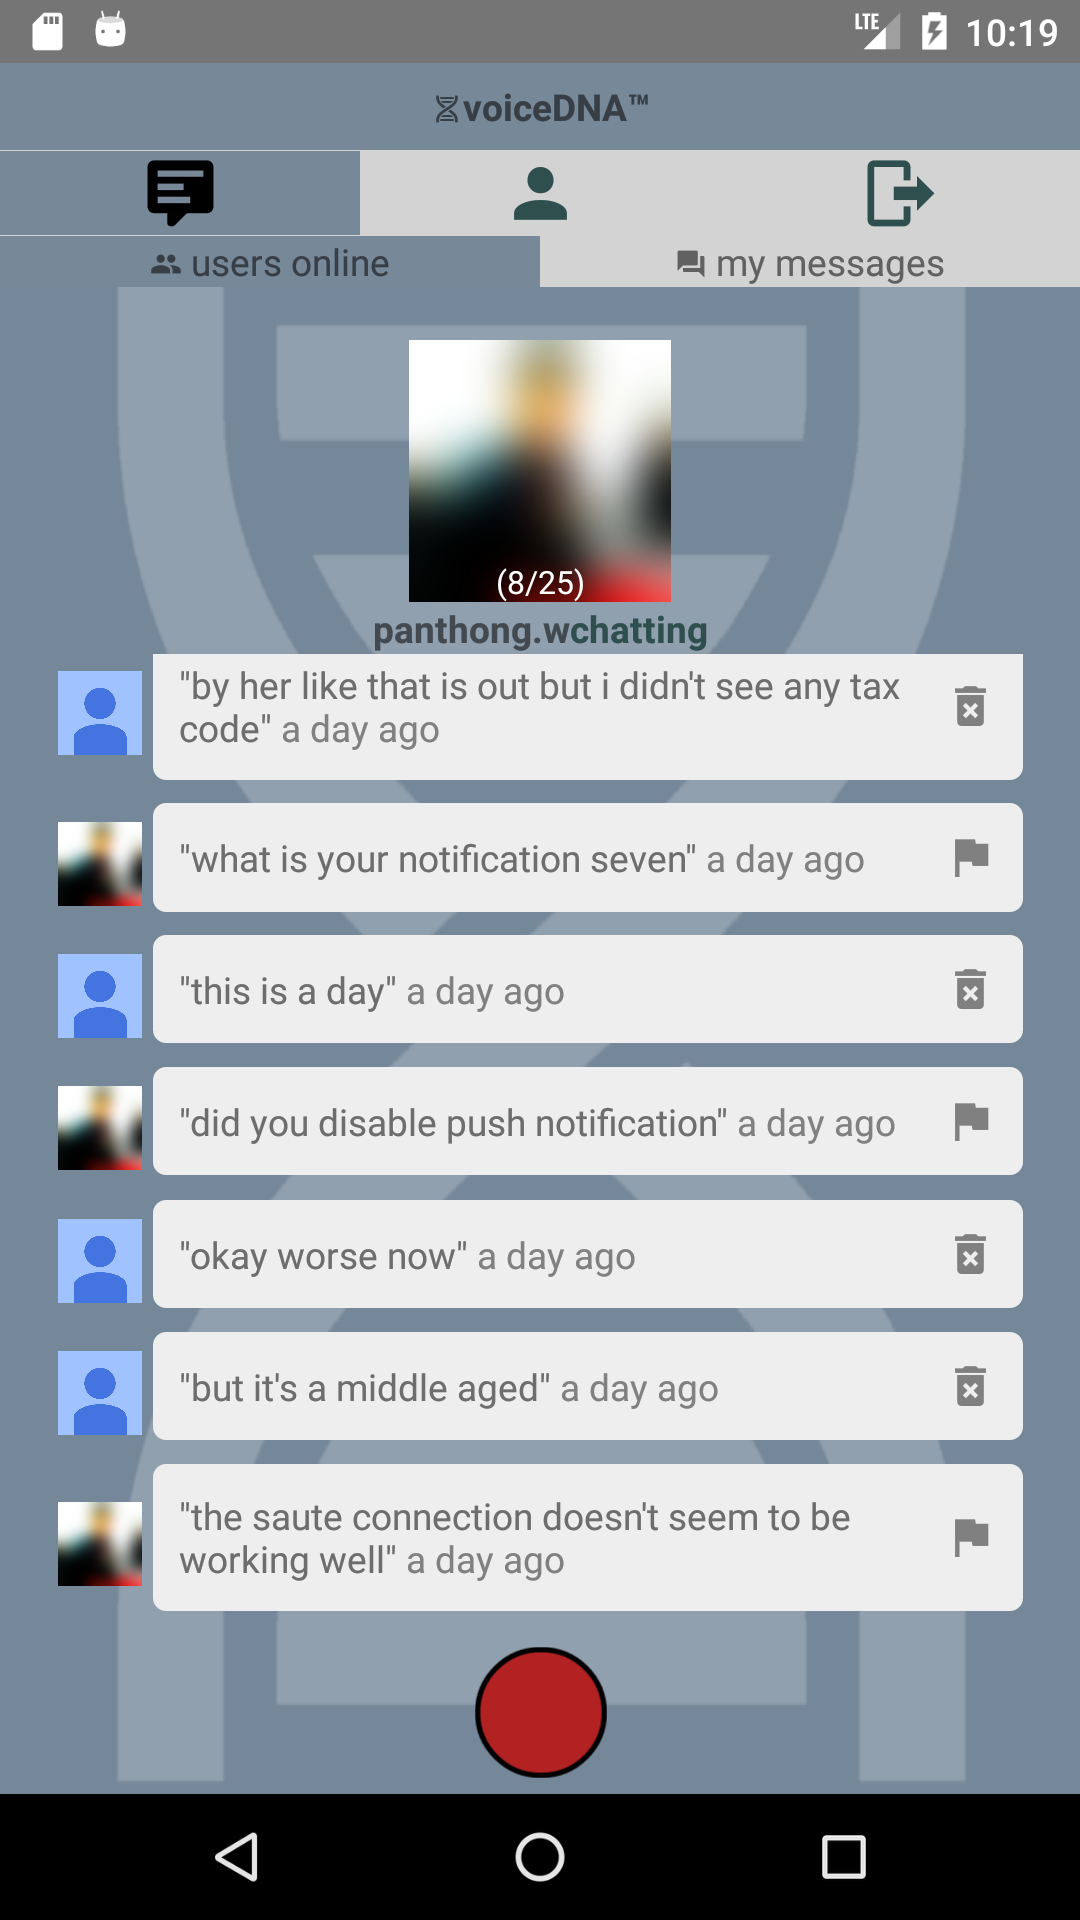 LTE 10:19
voiceDNA™
users online my messages
(8/25)
panthong.wchatting
"by her like that is out but i didn't see any tax
code" a day ago
"what is your notification seven" a day ago
"this is a day" a day ago
"did you disable push notification" a day ago
"okay worse now" a day ago
"but it's a middle aged" a day ago
"the saute connection doesn't seem to be
working well" a day ago